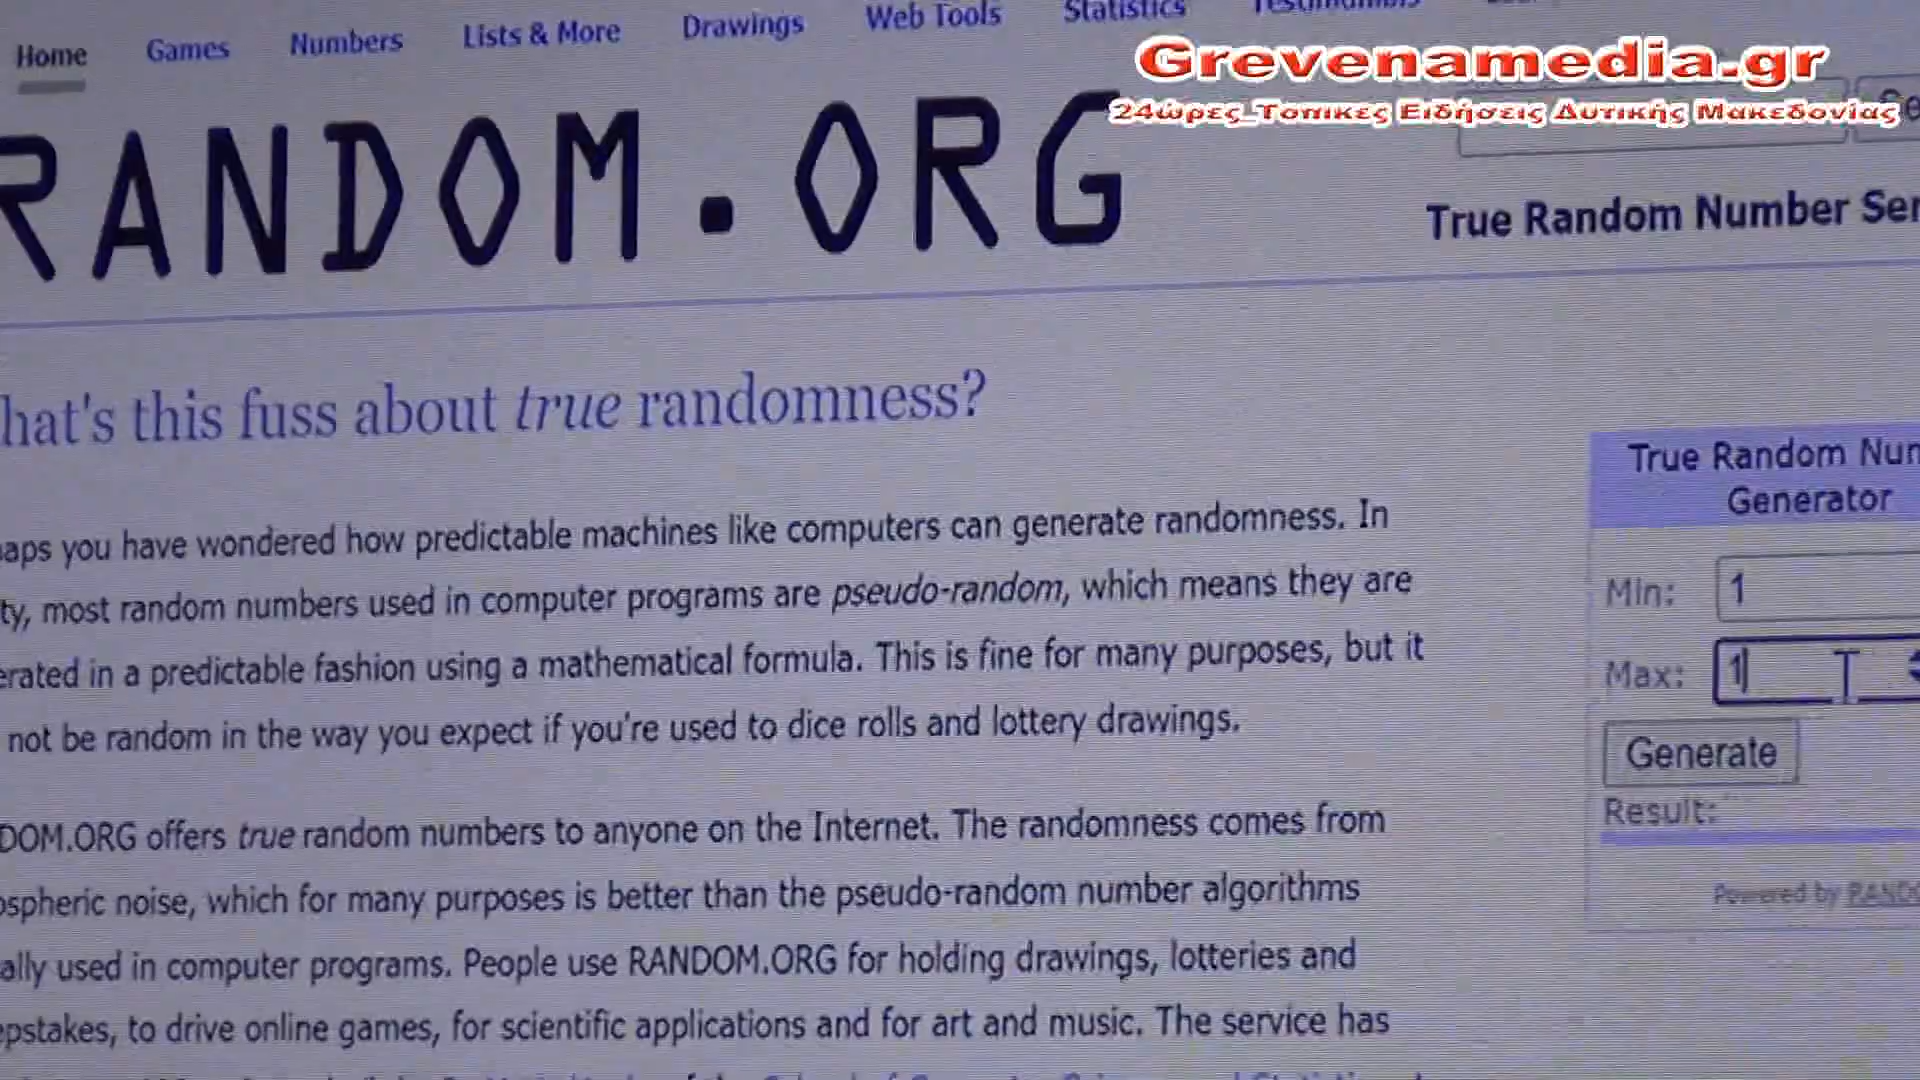 Home Games Numbers Lists & More Drawings Web Tools Statistics
Grevenamedia.gr
24ώρες_Τοπικες Ειδήσεις Δυτικής Μακεδονίας
RANDOM.ORG
True Random Number Ser
hat's this fuss about true randomness?
aps you have wondered how predictable machines like computers can generate randomness. In
ty, most random numbers used in computer programs are pseudo-random, which means they are
erated in a predictable fashion using a mathematical formula. This is fine for many purposes, but it
not be random in the way you expect if you're used to dice rolls and lottery drawings.
DOM.ORG offers true random numbers to anyone on the Internet. The randomness comes from
ospheric noise, which for many purposes is better than the pseudo-random number algorithms
ally used in computer programs. People use RANDOM.ORG for holding drawings, lotteries and
epstakes, to drive online games, for scientific applications and for art and music. The service has
True Random Num
Generator
Min: 1
Max: 1
Generate
Result:
Powered by RANDO